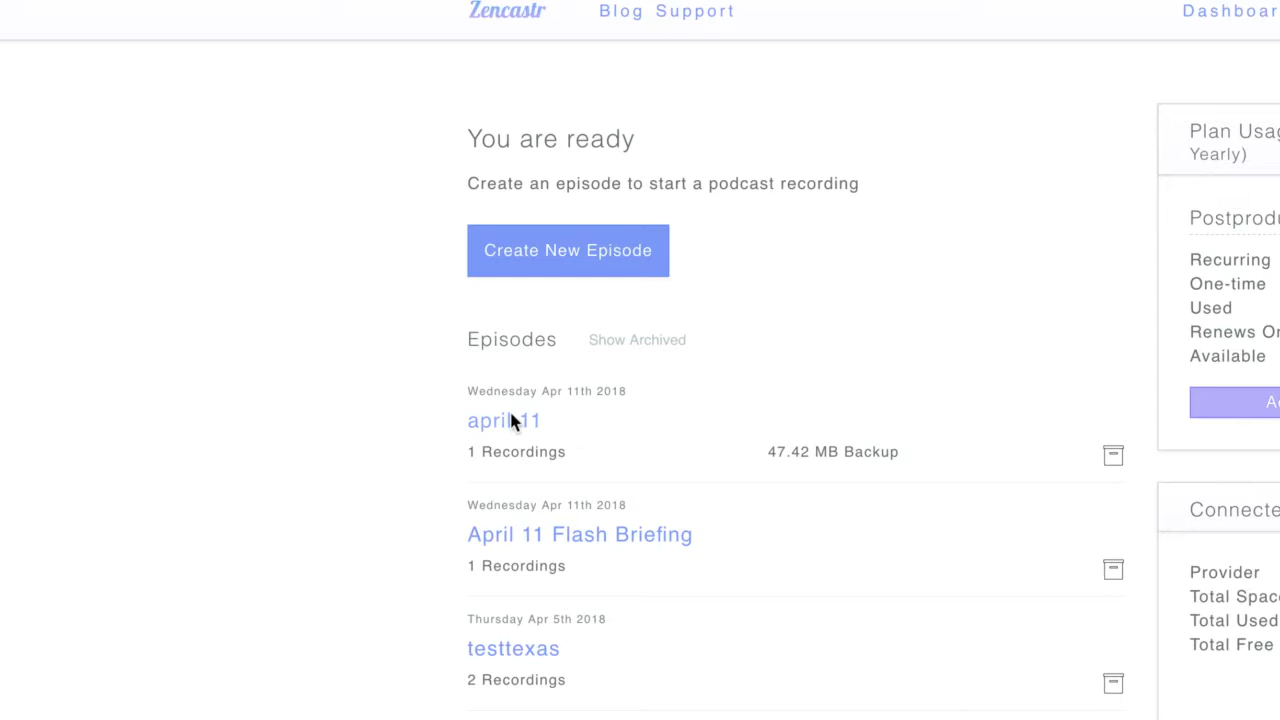 Zencastr
Blog Support
You are ready
Create an episode to start a podcast recording
Create New Episode
Episodes
Show Archived
Wednesday Apr 11th 2018
april 11
1 Recordings
47.42 MB Backup
Wednesday Apr 11th 2018
April 11 Flash Briefing
1 Recordings
Thursday Apr 5th 2018
testtexas
2 Recordings
Dashboar
Plan Usag
Yearly)
Postprodu
Recurring
One-time
Used
Renews On
Available
Connecte
Provider
Total Space
Total Used
Total Free